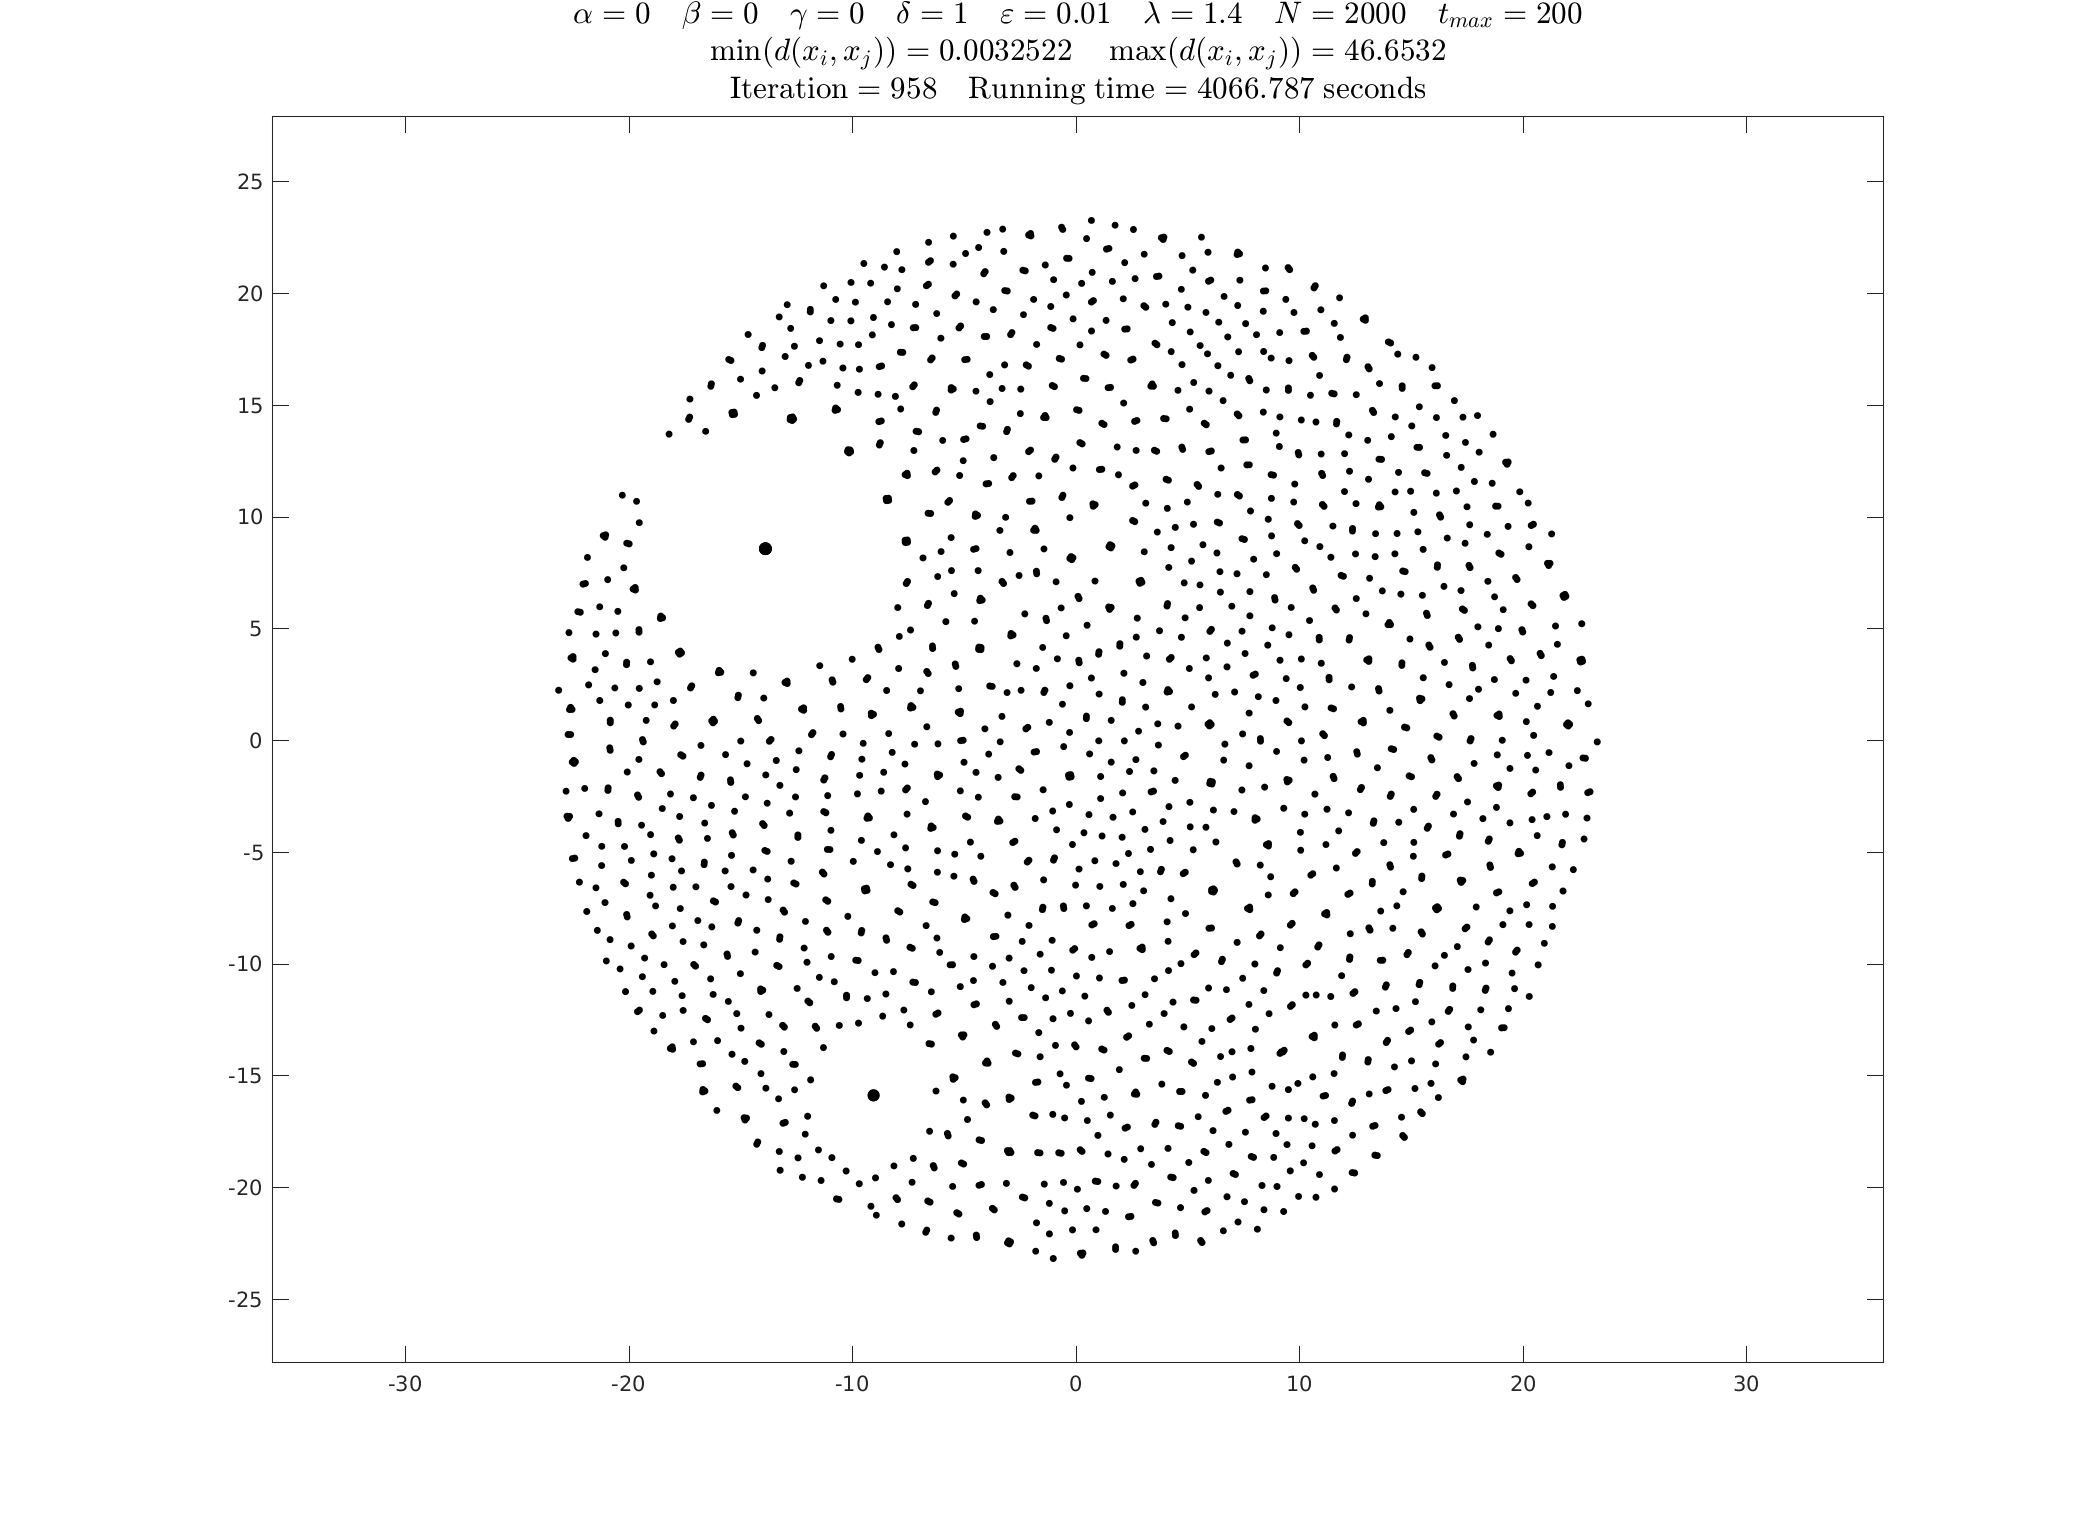 α = 0 β = 0 γ = 0 δ = 1 ε = 0.01 λ = 1.4 N = 2000 t_max = 200
min(d(x_i, x_j)) = 0.0032522 max(d(x_i, x_j)) = 46.6532
Iteration = 958 Running time = 4066.787 seconds
25
20
15
10
5
0
-5
-10
-15
-20
-25
-30 -20 -10 0 10 20 30